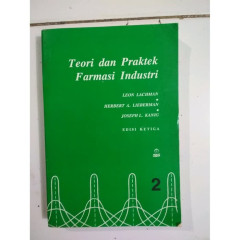 Teori dan Praktek
Farmasi Industri
LEON LACHMAN
HERBERT A. LIEBERMAN
JOSEPH L. KANIG
EDISI KETIGA
2